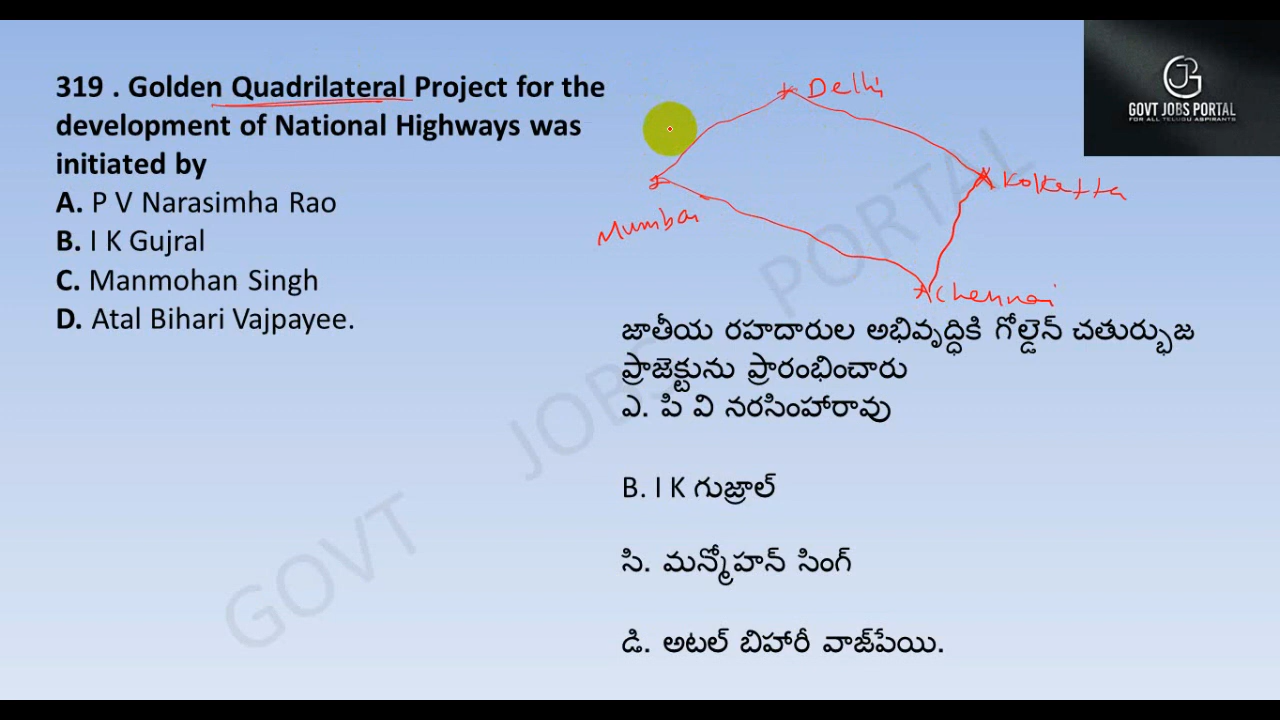 319 . Golden Quadrilateral Project for the
development of National Highways was
initiated by
A. P V Narasimha Rao
B. I K Gujral
C. Manmohan Singh
D. Atal Bihari Vajpayee.
Delhi
Kolketta
Mumbai
Chennai
GJ
GOVT JOBS PORTAL
FOR ALL TELUGU ASPIRANTS
జాతీయ రహదారుల అభివృద్ధికి గోల్డెన్ చతుర్భుజ
ప్రాజెక్టును ప్రారంభించారు
ఎ. పి వి నరసింహారావు
B. I K గుజ్రాల్
సి. మన్మోహన్ సింగ్
డి. అటల్ బిహారీ వాజ్‌పేయి.
GOVT JOBS PORTAL